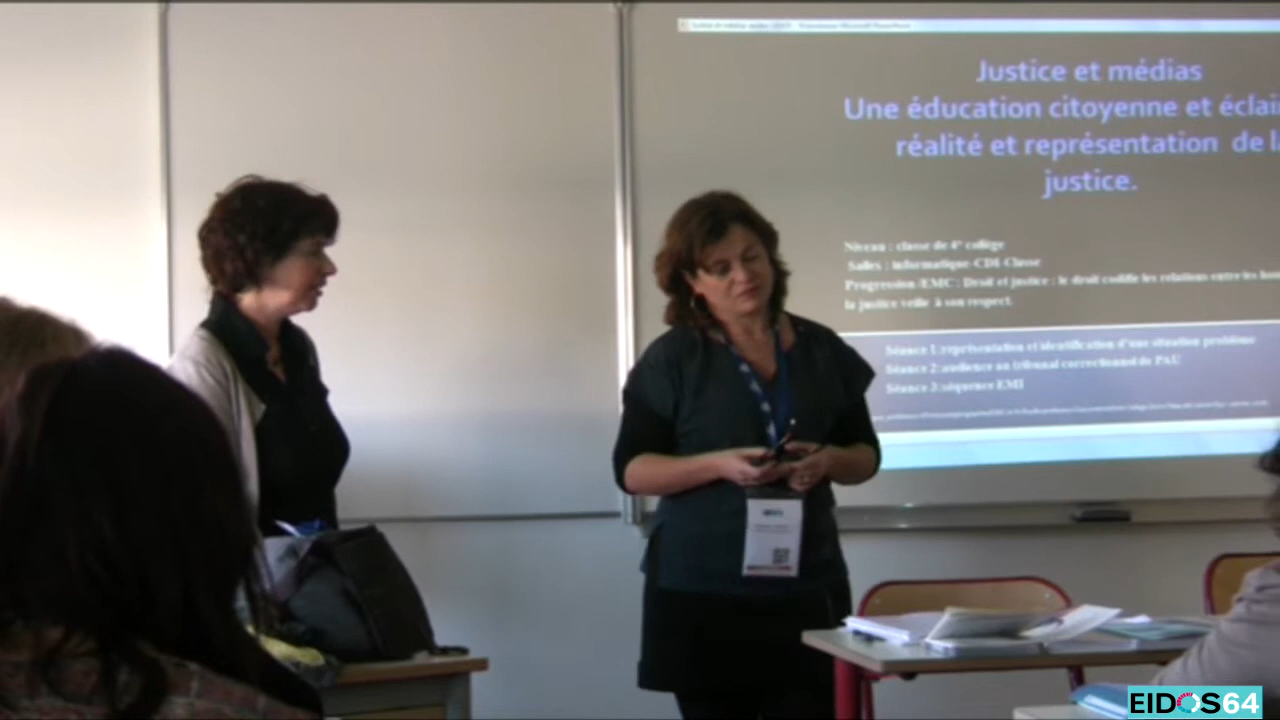 Justice et médias
Une éducation citoyenne et éclai
réalité et représentation de la
justice.
Niveau : classe de 4e collège
Salles : informatique-CDI-Classe
Progression /EMC : Droit et justice : le droit codifie les relations entre les hom
la justice veille à son respect.
Séance 1:représentation et identification d'une situation problème
Séance 2:audience au tribunal correctionnel de PAU
Séance 3:séquence EMI
EIDOS64